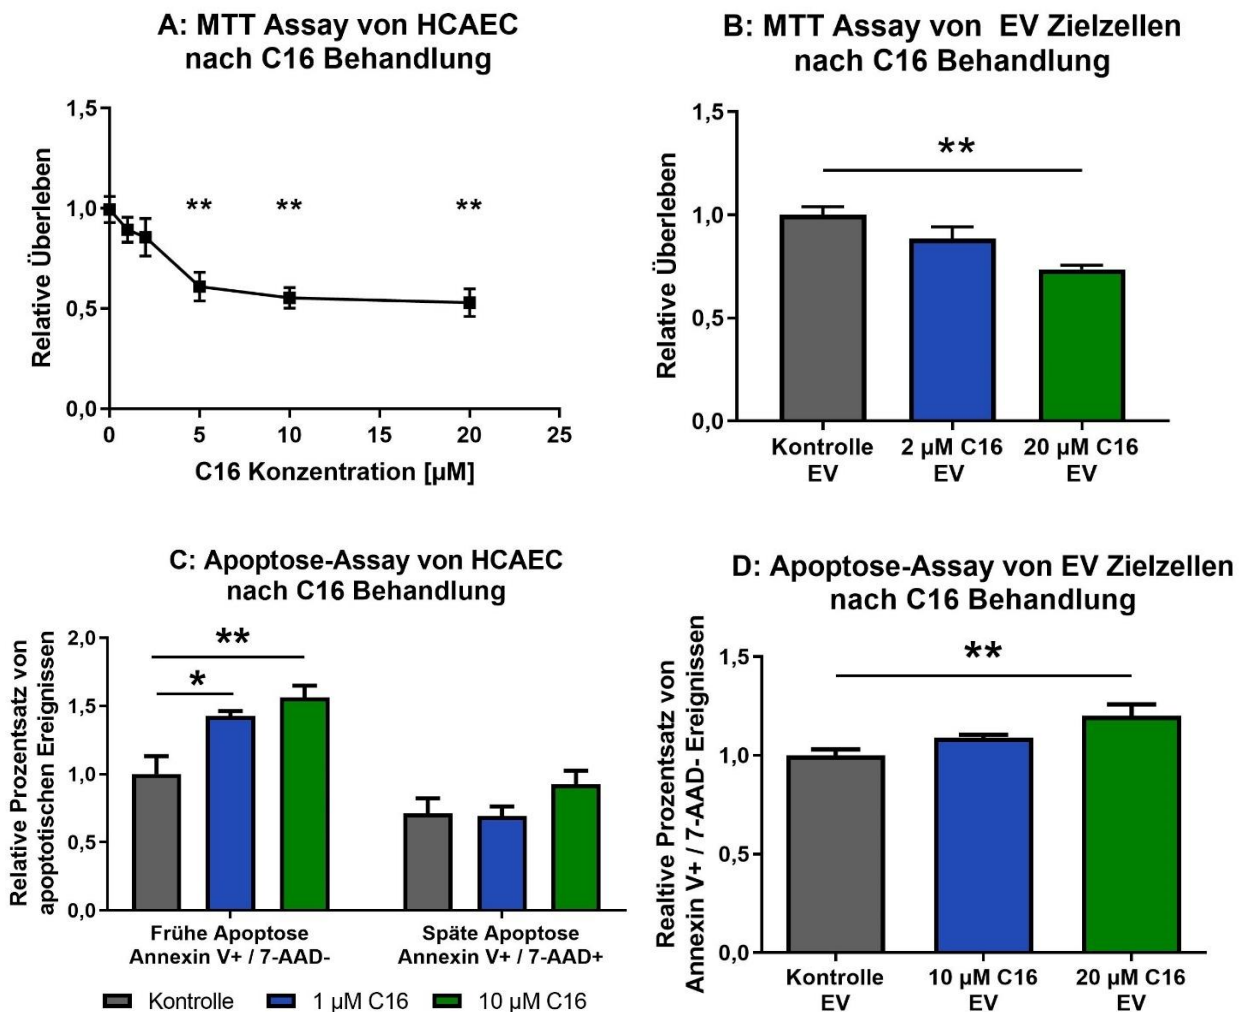 A: MTT Assay von HCAEC
nach C16 Behandlung
1,5
1,0
0,5
0,0
Relative Überleben
** ** **
0 5 10 15 20 25
C16 Konzentration [µM]
B: MTT Assay von EV Zielzellen
nach C16 Behandlung
1,5
1,0
0,5
0,0
Relative Überleben
**
Kontrolle 2 µM C16 20 µM C16
EV EV EV
C: Apoptose-Assay von HCAEC
nach C16 Behandlung
2,0
1,5
1,0
0,5
0,0
Relative Prozentsatz von
apoptotischen Ereignissen
**
*
Frühe Apoptose Späte Apoptose
Annexin V+ / 7-AAD- Annexin V+ / 7-AAD+
Kontrolle 1 µM C16 10 µM C16
D: Apoptose-Assay von EV Zielzellen
nach C16 Behandlung
1,5
1,0
0,5
0,0
Realtive Prozentsatz von
Annexin V+ / 7-AAD- Ereignissen
**
Kontrolle 10 µM C16 20 µM C16
EV EV EV